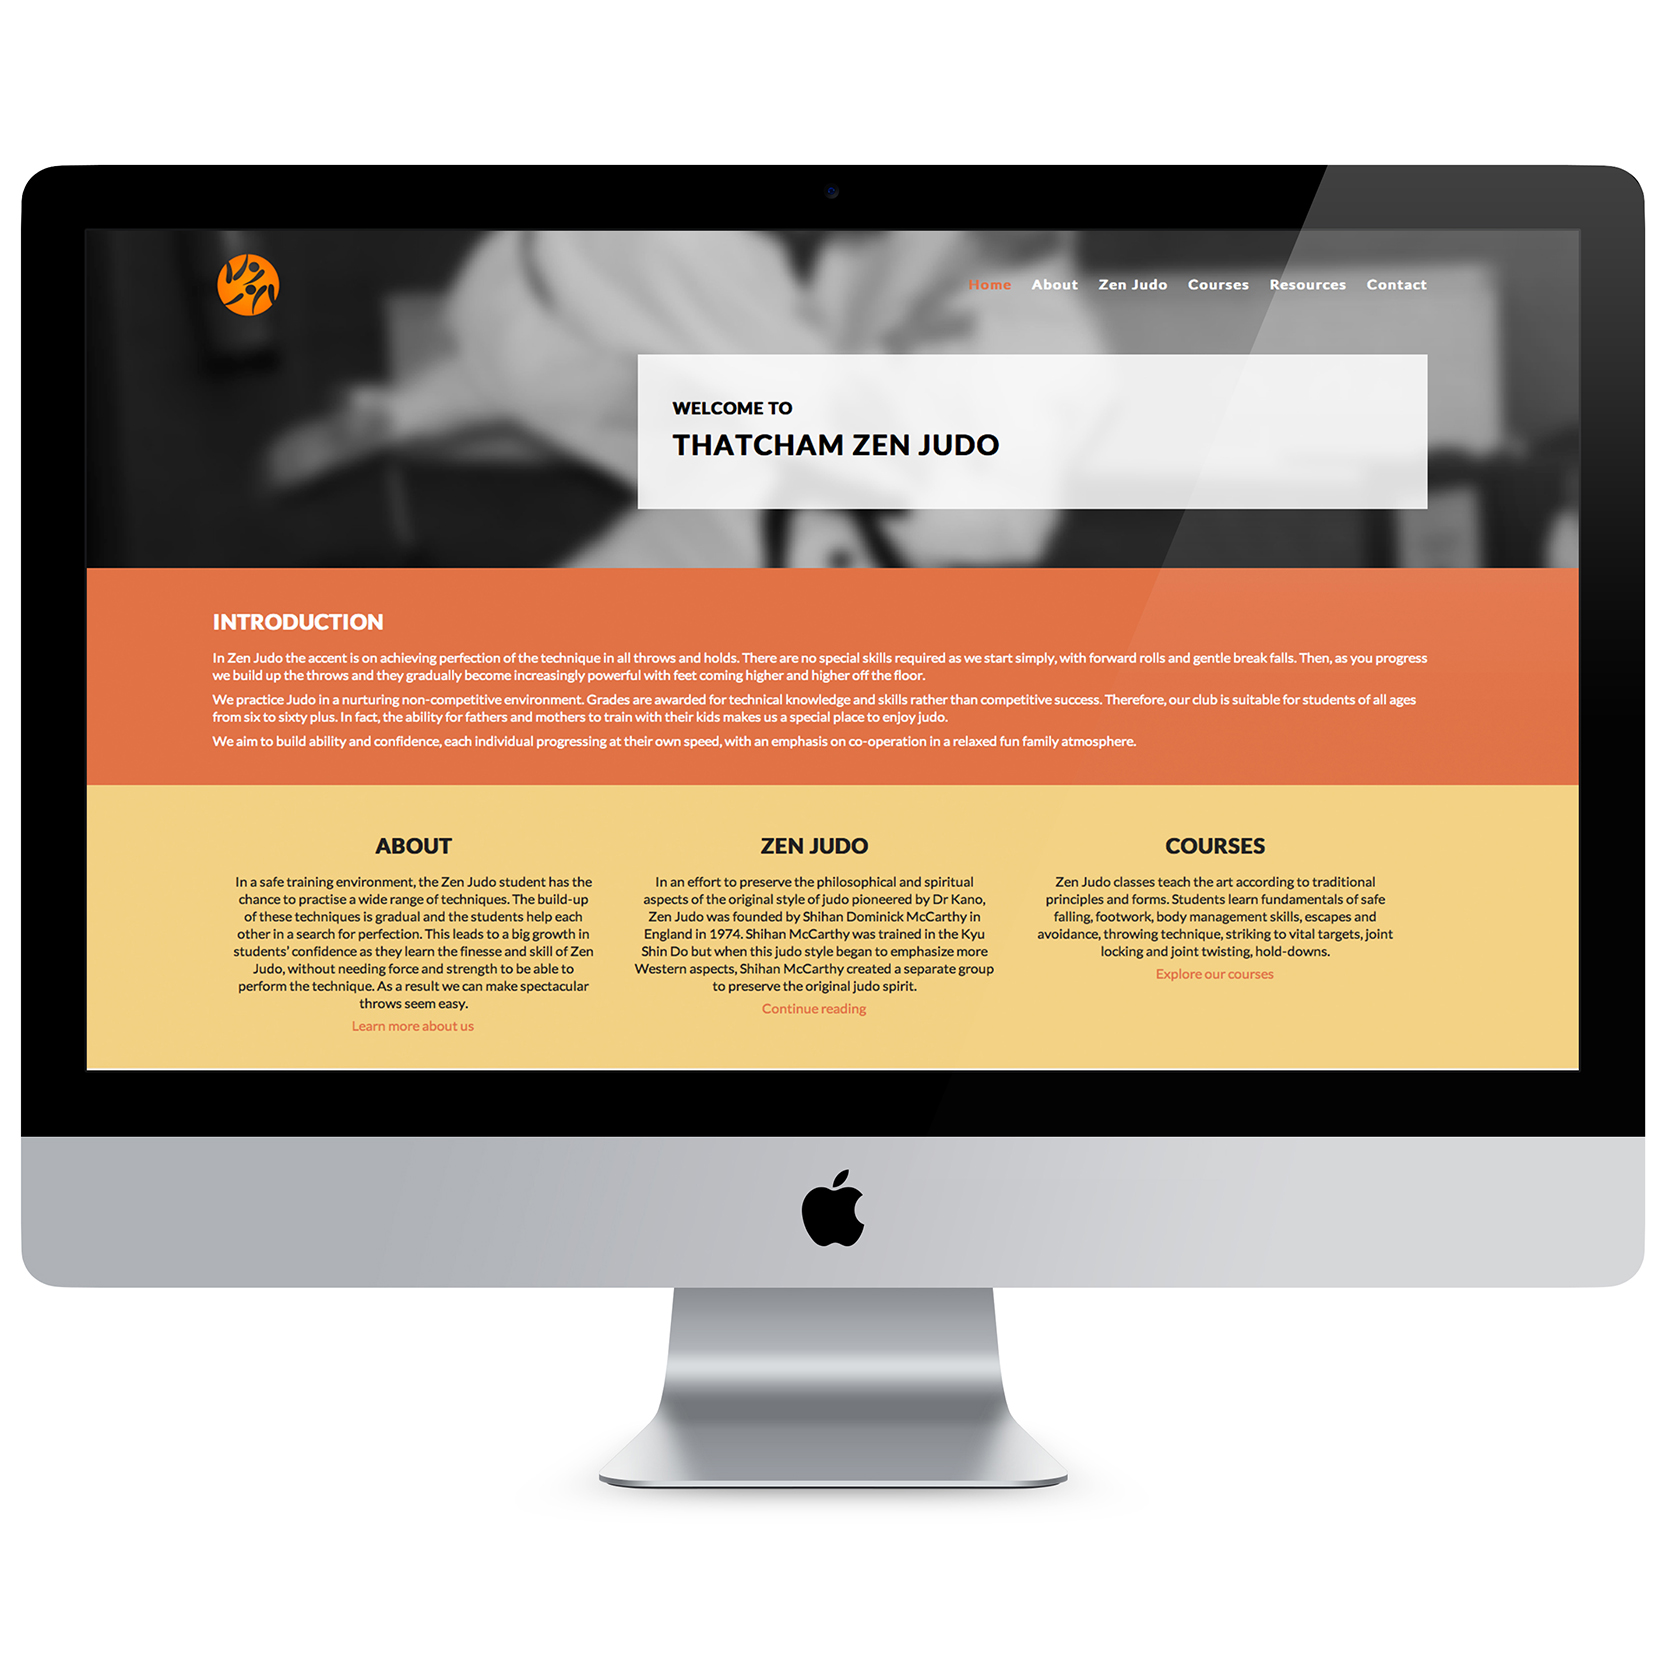 Home About Zen Judo Courses Resources Contact
WELCOME TO
THATCHAM ZEN JUDO
INTRODUCTION
In Zen Judo the accent is on achieving perfection of the technique in all throws and holds. There are no special skills required as we start simply, with forward rolls and gentle break falls. Then, as you progress
we build up the throws and they gradually become increasingly powerful with feet coming higher and higher off the floor.
We practice Judo in a nurturing non-competitive environment. Grades are awarded for technical knowledge and skills rather than competitive success. Therefore, our club is suitable for students of all ages
from six to sixty plus. In fact, the ability for fathers and mothers to train with their kids makes us a special place to enjoy judo.
We aim to build ability and confidence, each individual progressing at their own speed, with an emphasis on co-operation in a relaxed fun family atmosphere.
ABOUT
In a safe training environment, the Zen Judo student has the
chance to practise a wide range of techniques. The build-up
of these techniques is gradual and the students help each
other in a search for perfection. This leads to a big growth in
students' confidence as they learn the finesse and skill of Zen
Judo, without needing force and strength to be able to
perform the technique. As a result we can make spectacular
throws seem easy.
Learn more about us
ZEN JUDO
In an effort to preserve the philosophical and spiritual
aspects of the original style of judo pioneered by Dr Kano,
Zen Judo was founded by Shihan Dominick McCarthy in
England in 1974. Shihan McCarthy was trained in the Kyu
Shin Do but when this judo style began to emphasize more
Western aspects, Shihan McCarthy created a separate group
to preserve the original judo spirit.
Continue reading
COURSES
Zen Judo classes teach the art according to traditional
principles and forms. Students learn fundamentals of safe
falling, footwork, body management skills, escapes and
avoidance, throwing technique, striking to vital targets, joint
locking and joint twisting, hold-downs.
Explore our courses